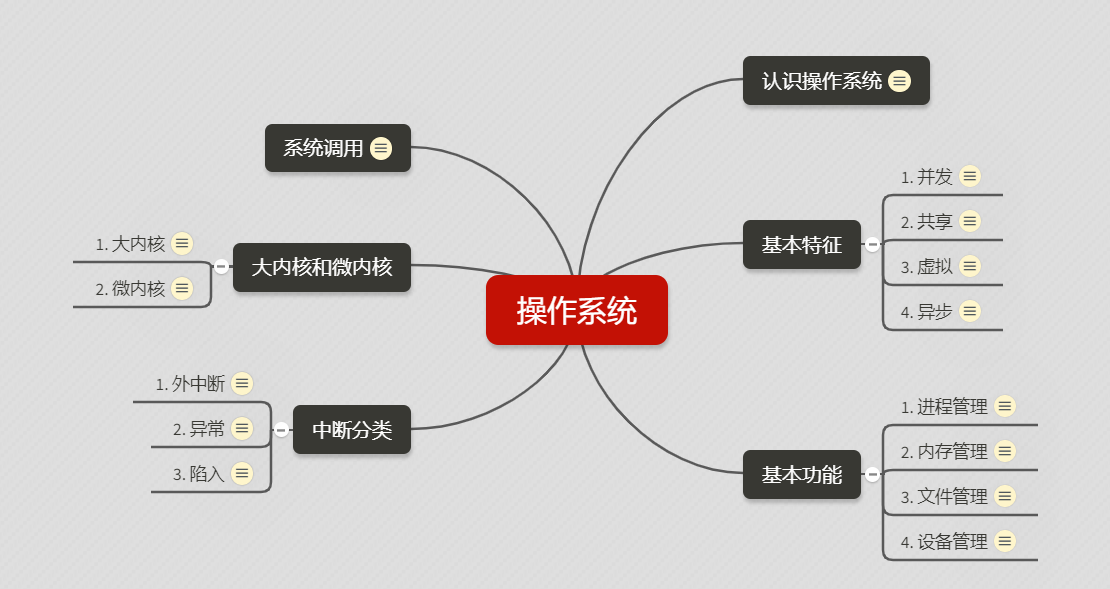 操作系统
认识操作系统
基本特征
1. 并发
2. 共享
3. 虚拟
4. 异步
基本功能
1. 进程管理
2. 内存管理
3. 文件管理
4. 设备管理
系统调用
大内核和微内核
1. 大内核
2. 微内核
中断分类
1. 外中断
2. 异常
3. 陷入